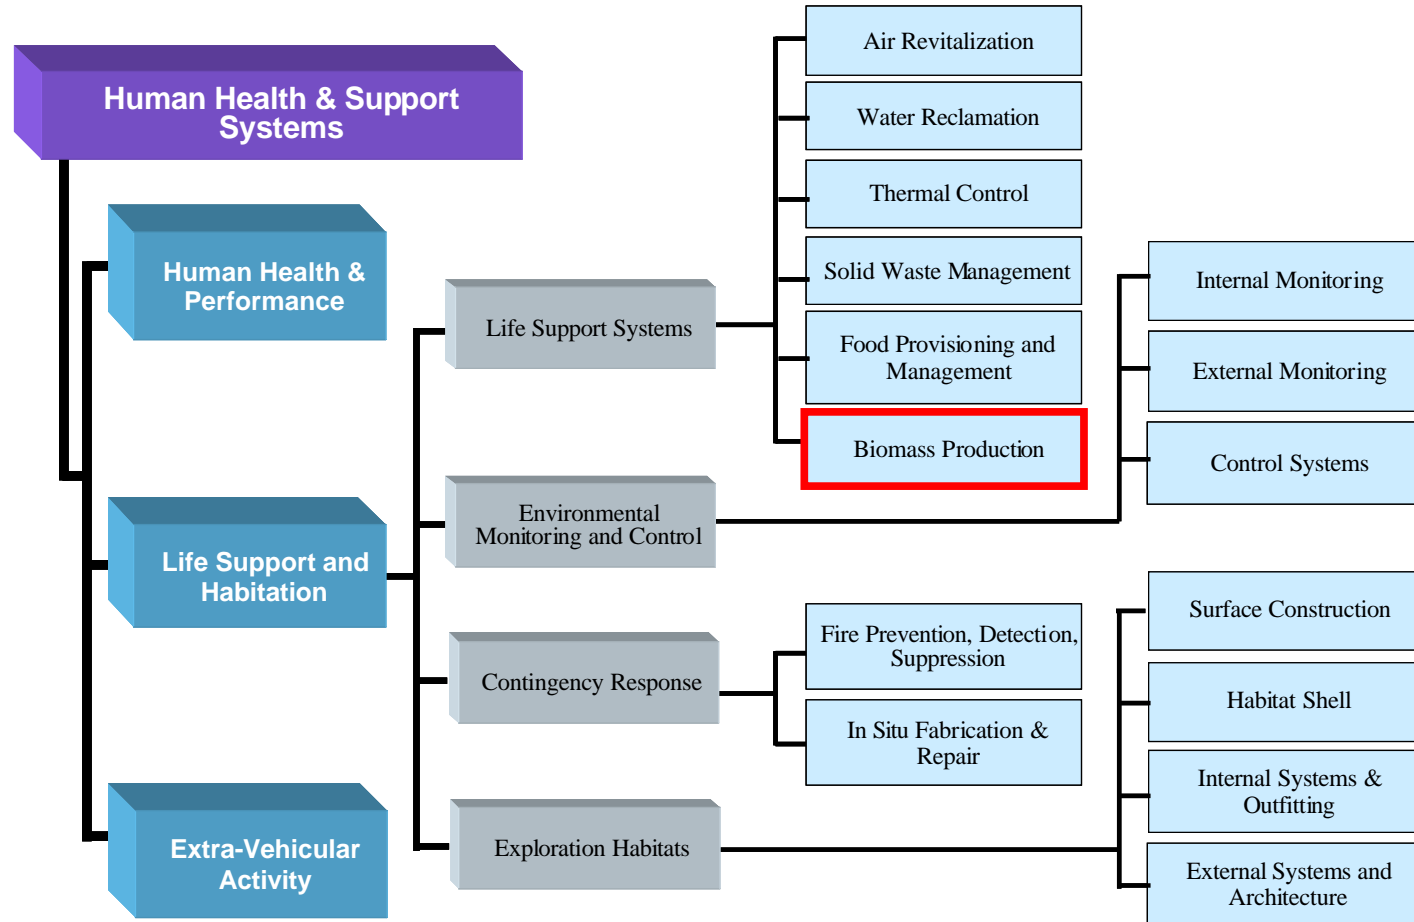 Human Health & Support
Systems
Human Health &
Performance
Life Support and
Habitation
Extra-Vehicular
Activity
Life Support Systems
Environmental
Monitoring and Control
Contingency Response
Exploration Habitats
Air Revitalization
Water Reclamation
Thermal Control
Solid Waste Management
Food Provisioning and
Management
Biomass Production
Fire Prevention, Detection,
Suppression
In Situ Fabrication &
Repair
Internal Monitoring
External Monitoring
Control Systems
Surface Construction
Habitat Shell
Internal Systems &
Outfitting
External Systems and
Architecture